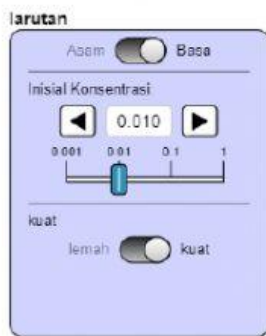 larutan
Asam Basa
Inisial Konsentrasi
0.010
0.001 0.01 0.1 1
kuat
lemah kuat